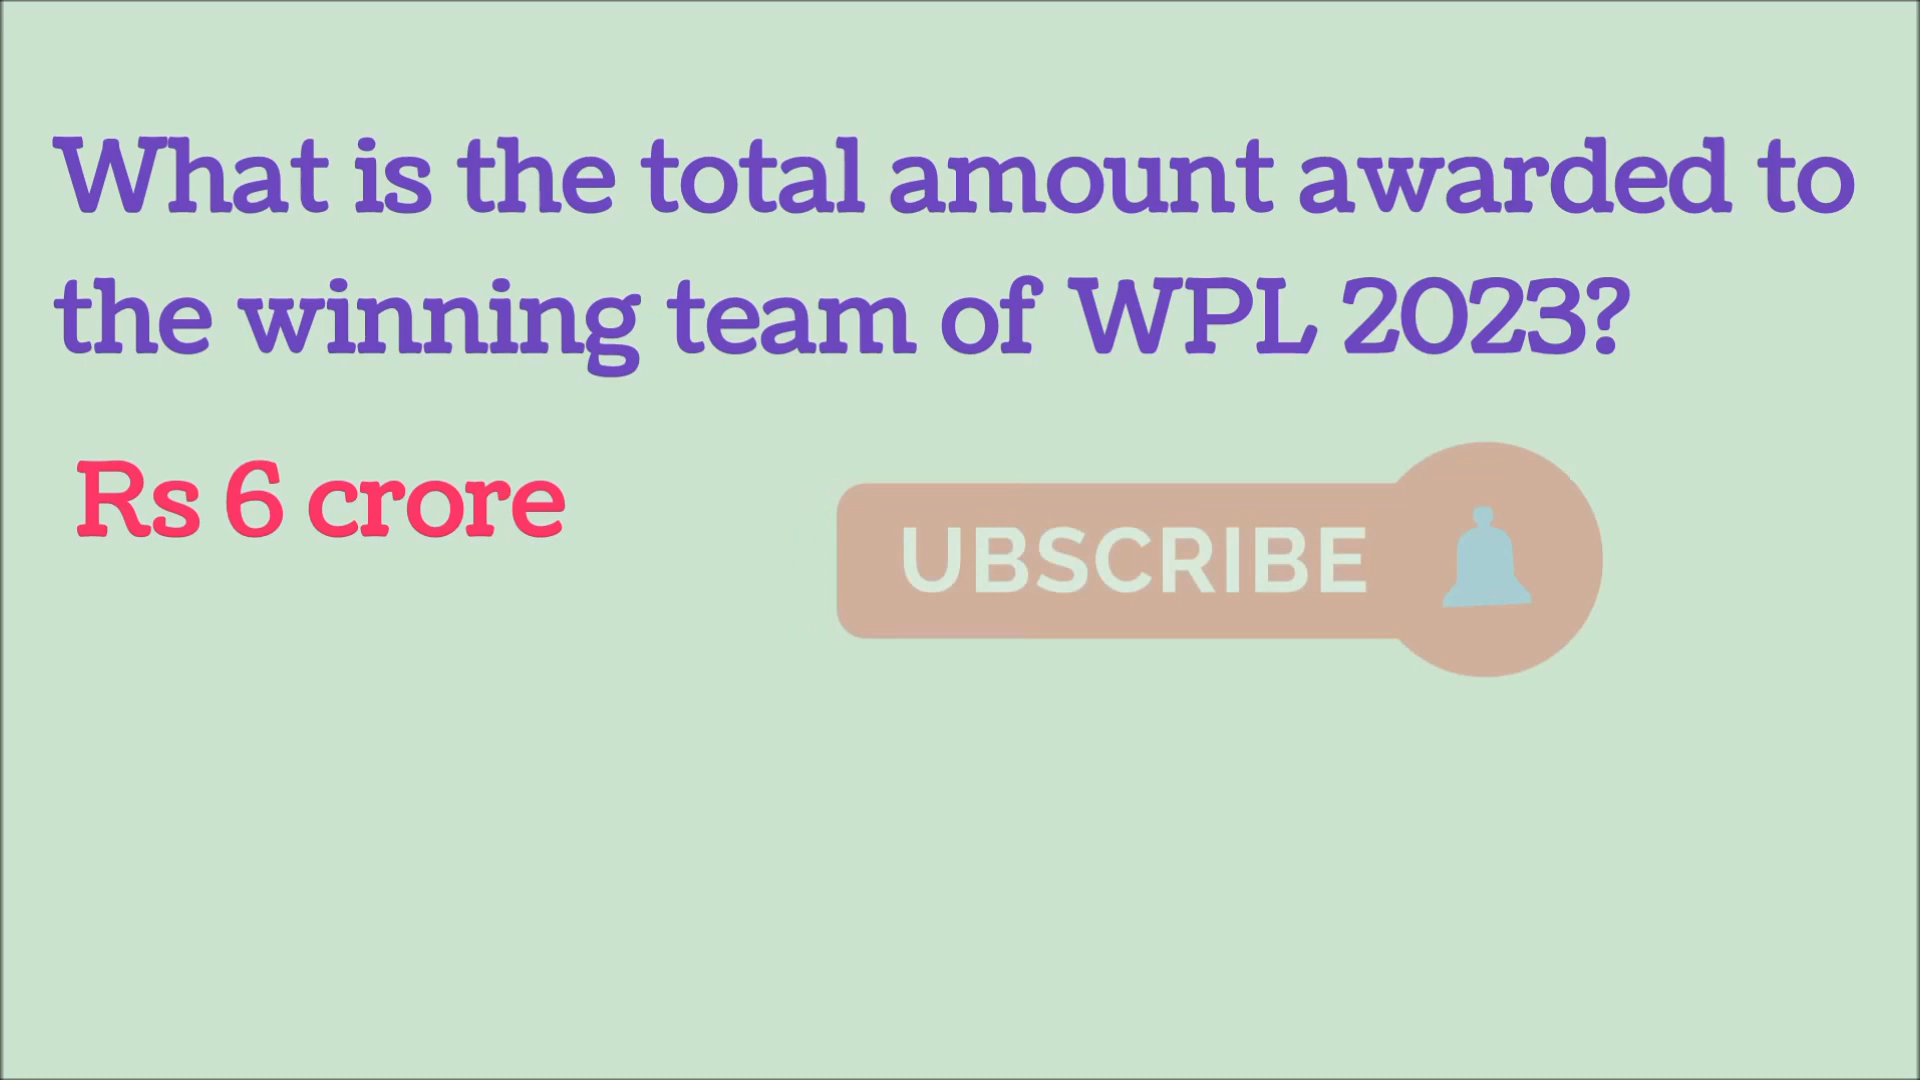 What is the total amount awarded to
the winning team of WPL 2023?
Rs 6 crore
UBSCRIBE